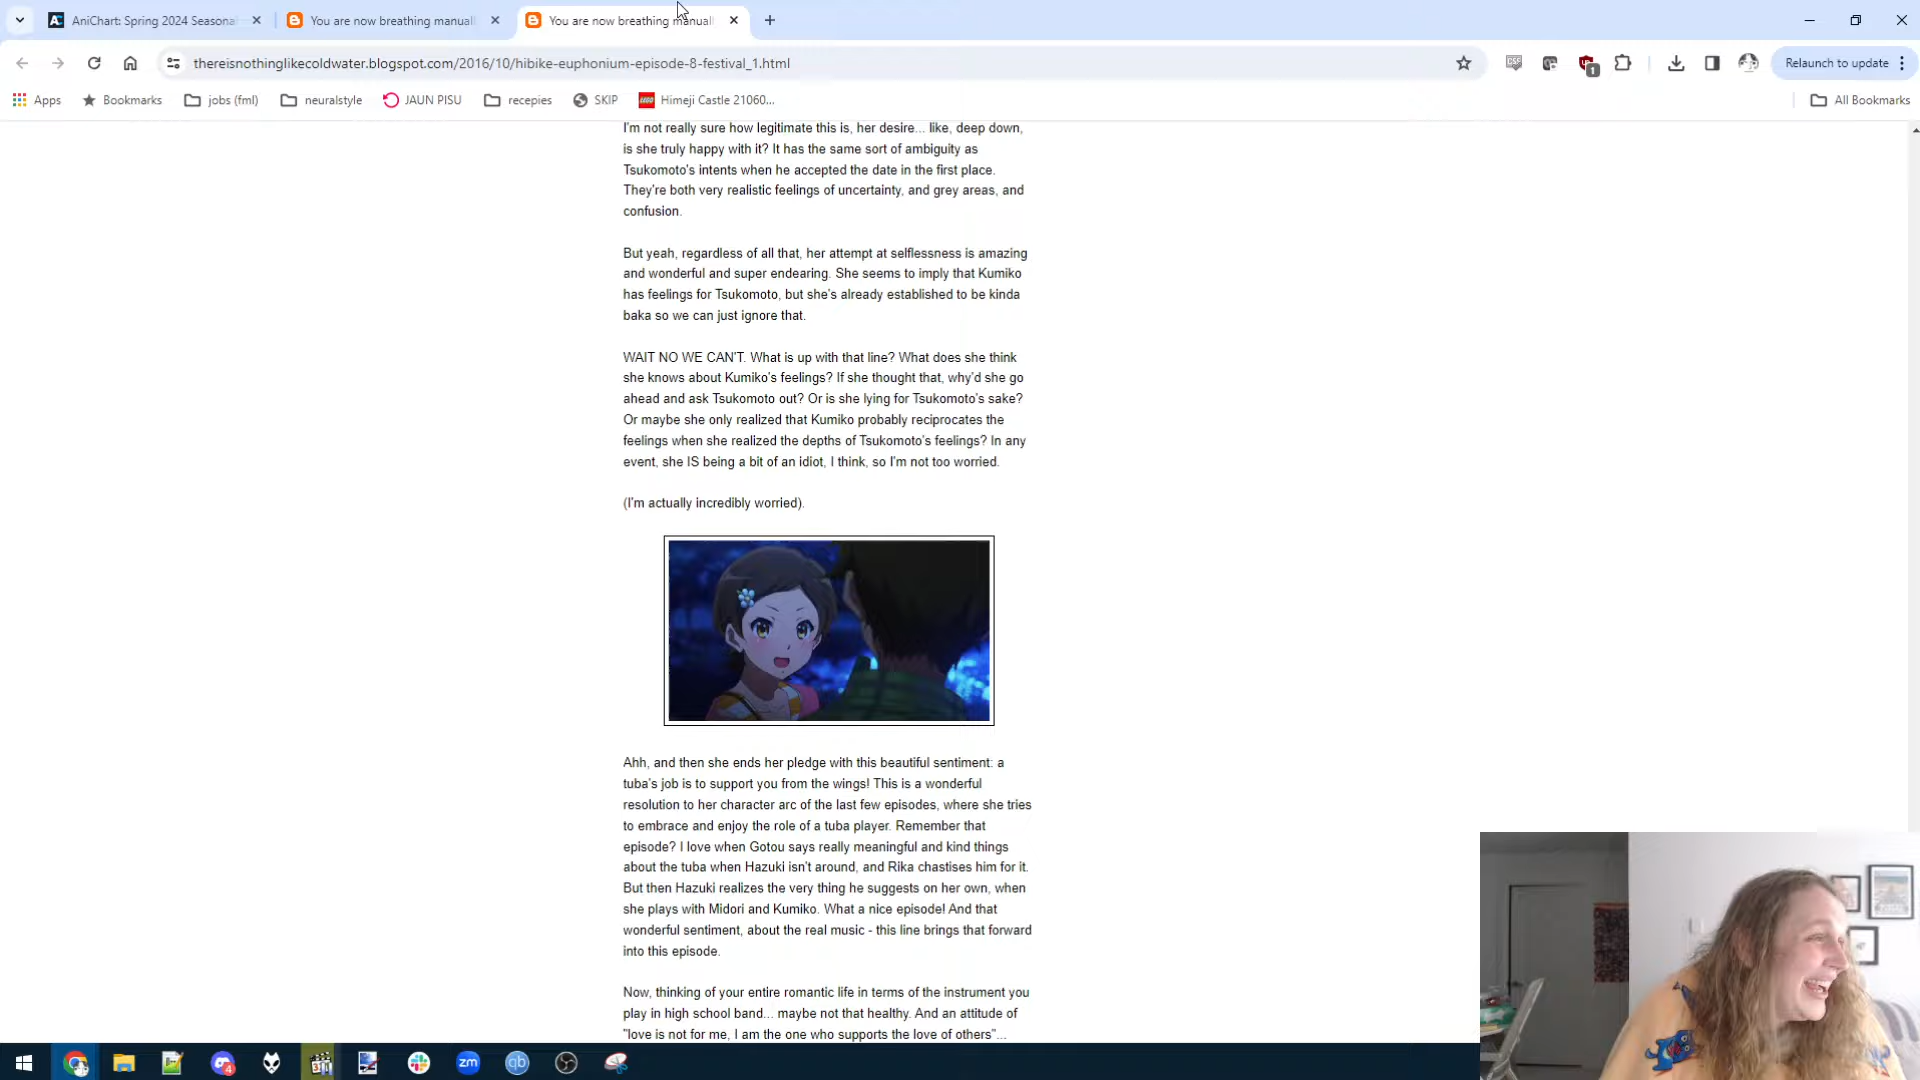 AniChart: Spring 2024 Seasonal
You are now breathing manuall
You are now breathing manuall
thereisnothinglikecoldwater.blogspot.com/2016/10/hibike-euphonium-episode-8-festival_1.html
CSP
1
Relaunch to update
Apps
Bookmarks
jobs (fml)
neuralstyle
JAUN PISU
recepies
SKIP
LEGO
Himeji Castle 21060...
All Bookmarks
I'm not really sure how legitimate this is, her desire... like, deep down,
is she truly happy with it? It has the same sort of ambiguity as
Tsukomoto's intents when he accepted the date in the first place.
They're both very realistic feelings of uncertainty, and grey areas, and
confusion.
But yeah, regardless of all that, her attempt at selflessness is amazing
and wonderful and super endearing. She seems to imply that Kumiko
has feelings for Tsukomoto, but she's already established to be kinda
baka so we can just ignore that.
WAIT NO WE CAN'T. What is up with that line? What does she think
she knows about Kumiko's feelings? If she thought that, why'd she go
ahead and ask Tsukomoto out? Or is she lying for Tsukomoto's sake?
Or maybe she only realized that Kumiko probably reciprocates the
feelings when she realized the depths of Tsukomoto's feelings? In any
event, she IS being a bit of an idiot, I think, so I'm not too worried.
(I'm actually incredibly worried).
Ahh, and then she ends her pledge with this beautiful sentiment: a
tuba's job is to support you from the wings! This is a wonderful
resolution to her character arc of the last few episodes, where she tries
to embrace and enjoy the role of a tuba player. Remember that
episode? I love when Gotou says really meaningful and kind things
about the tuba when Hazuki isn't around, and Rika chastises him for it.
But then Hazuki realizes the very thing he suggests on her own, when
she plays with Midori and Kumiko. What a nice episode! And that
wonderful sentiment, about the real music - this line brings that forward
into this episode.
Now, thinking of your entire romantic life in terms of the instrument you
play in high school band... maybe not that healthy. And an attitude of
"love is not for me, I am the one who supports the love of others"...
4
zm
qb